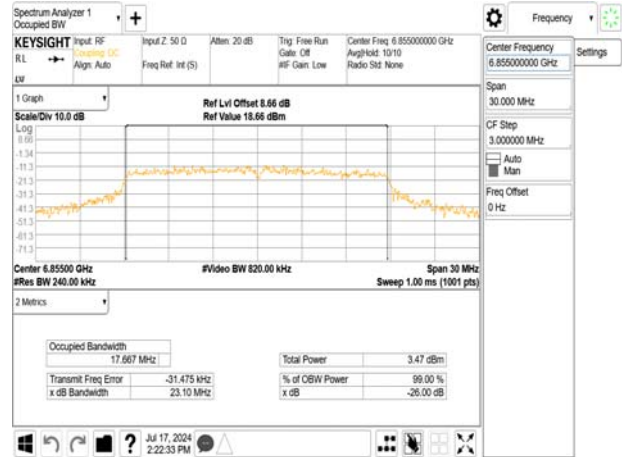 Spectrum Analyzer 1
Occupied BW
Frequency
KEYSIGHT
RL
Input: RF
Coupling: DC
Align: Auto
Input Z: 50 Ω
Freq Ref: Int (S)
Atten: 20 dB
Trig: Free Run
Gate: Off
#IF Gain: Low
Center Freq: 6.855000000 GHz
Avg|Hold: 10/10
Radio Std: None
1 Graph
Scale/Div 10.0 dB
Ref Lvl Offset 8.66 dB
Ref Value 18.66 dBm
Log
8.66
-1.34
-11.3
-21.3
-31.3
-41.3
-51.3
-61.3
-71.3
Center 6.85500 GHz
#Res BW 240.00 kHz
#Video BW 820.00 kHz
Span 30 MHz
Sweep 1.00 ms (1001 pts)
2 Metrics
Occupied Bandwidth
17.667 MHz
Transmit Freq Error -31.475 kHz
x dB Bandwidth 23.10 MHz
Total Power 3.47 dBm
% of OBW Power 99.00 %
x dB -26.00 dB
Jul 17, 2024
2:22:33 PM
Center Frequency
6.855000000 GHz
Settings
Span
30.000 MHz
CF Step
3.000000 MHz
Auto
Man
Freq Offset
0 Hz